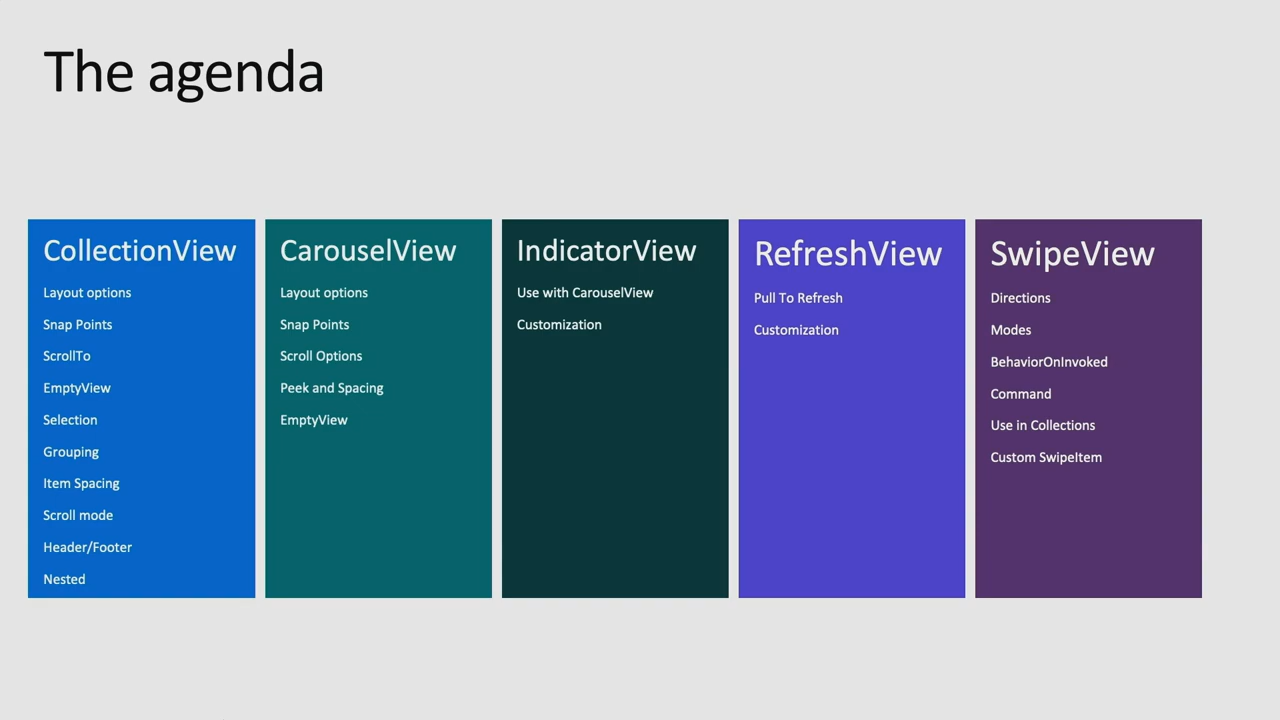 The agenda
CollectionView
Layout options
Snap Points
ScrollTo
EmptyView
Selection
Grouping
Item Spacing
Scroll mode
Header/Footer
Nested
CarouselView
Layout options
Snap Points
Scroll Options
Peek and Spacing
EmptyView
IndicatorView
Use with CarouselView
Customization
RefreshView
Pull To Refresh
Customization
SwipeView
Directions
Modes
BehaviorOnInvoked
Command
Use in Collections
Custom SwipeItem